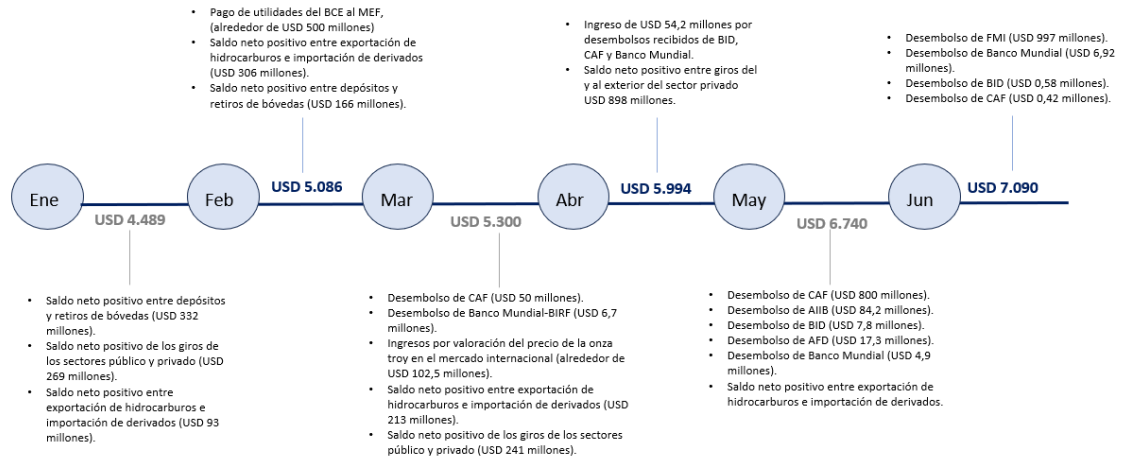 • Pago de utilidades del BCE al MEF,
(alrededor de USD 500 millones)
• Saldo neto positivo entre exportación de
hidrocarburos e importación de derivados
(USD 306 millones).
• Saldo neto positivo entre depósitos y
retiros de bóvedas (USD 166 millones).
• Ingreso de USD 54,2 millones por
desembolsos recibidos de BID,
CAF y Banco Mundial.
• Saldo neto positivo entre giros del
y al exterior del sector privado
USD 898 millones.
• Desembolso de FMI (USD 997 millones).
• Desembolso de Banco Mundial (USD 6,92
millones).
• Desembolso de BID (USD 0,58 millones).
• Desembolso de CAF (USD 0,42 millones).
Ene
USD 4.489
Feb
USD 5.086
Mar
USD 5.300
Abr
USD 5.994
May
USD 6.740
Jun
USD 7.090
• Saldo neto positivo entre depósitos
y retiros de bóvedas (USD 332
millones).
• Saldo neto positivo de los giros de
los sectores público y privado (USD
269 millones).
• Saldo neto positivo entre
exportación de hidrocarburos e
importación de derivados (USD 93
millones).
• Desembolso de CAF (USD 50 millones).
• Desembolso de Banco Mundial-BIRF (USD 6,7
millones).
• Ingresos por valoración del precio de la onza
troy en el mercado internacional (alrededor de
USD 102,5 millones).
• Saldo neto positivo entre exportación de
hidrocarburos e importación de derivados (USD
213 millones).
• Saldo neto positivo de los giros de los sectores
público y privado (USD 241 millones).
• Desembolso de CAF (USD 800 millones).
• Desembolso de AIIB (USD 84,2 millones).
• Desembolso de BID (USD 7,8 millones).
• Desembolso de AFD (USD 17,3 millones).
• Desembolso de Banco Mundial (USD 4,9
millones).
• Saldo neto positivo entre exportación de
hidrocarburos e importación de derivados.